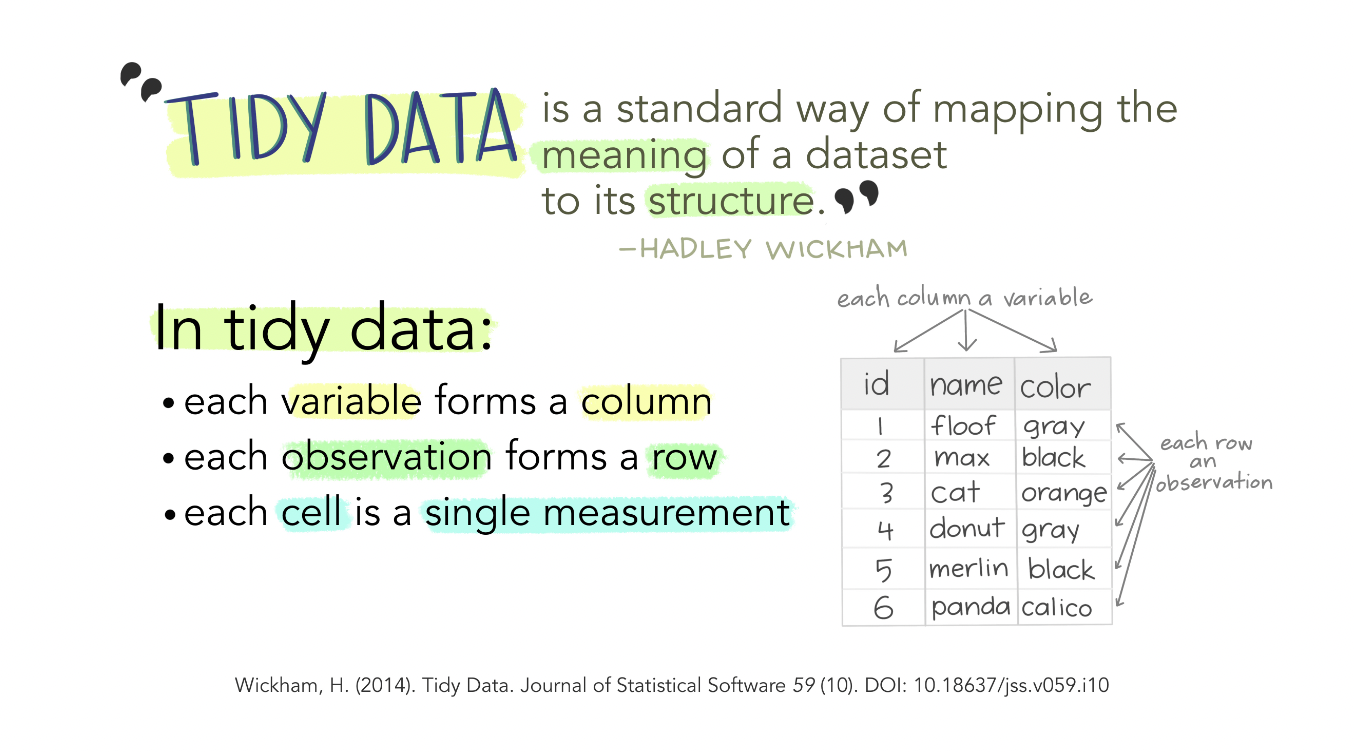 “TIDY DATA is a standard way of mapping the
meaning of a dataset
to its structure.”
—HADLEY WICKHAM
In tidy data:
• each variable forms a column
• each observation forms a row
• each cell is a single measurement
each column a variable
id name color
1 floof gray
2 max black
3 cat orange
4 donut gray
5 merlin black
6 panda calico
each row
an
observation
Wickham, H. (2014). Tidy Data. Journal of Statistical Software 59 (10). DOI: 10.18637/jss.v059.i10